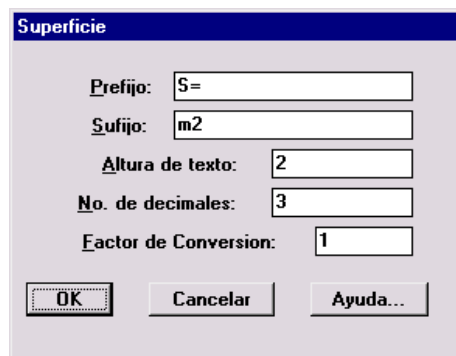 Superficie
Prefijo: S=
Sufijo: m2
Altura de texto: 2
No. de decimales: 3
Factor de Conversion: 1
OK Cancelar Ayuda...